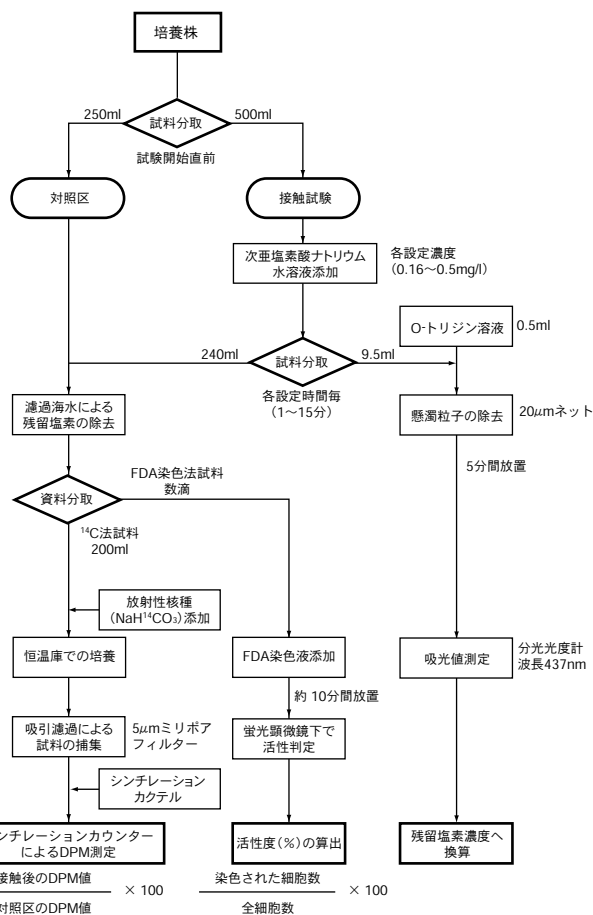 培養株
250ml
試料分取
500ml
試験開始直前
対照区
接触試験
次亜塩素酸ナトリウム
水溶液添加
各設定濃度
（0.16〜0.5mg/l）
O-トリジン溶液
0.5ml
240ml
試料分取
9.5ml
各設定時間毎
（1〜15分）
濾過海水による
残留塩素の除去
懸濁粒子の除去
20μmネット
5分間放置
資料分取
FDA染色法試料
数滴
¹⁴C法試料
200ml
放射性核種
（NaH¹⁴CO₃）添加
恒温庫での培養
FDA染色液添加
吸光値測定
分光光度計
波長437nm
約 10分間放置
吸引濾過による
試料の捕集
5μmミリポア
フィルター
蛍光顕微鏡下で
活性判定
シンチレーション
カクテル
ンチレーションカウンター
によるDPM測定
活性度（%）の算出
残留塩素濃度へ
換算
接触後のDPM値
× 100
対照区のDPM値
染色された細胞数
× 100
全細胞数